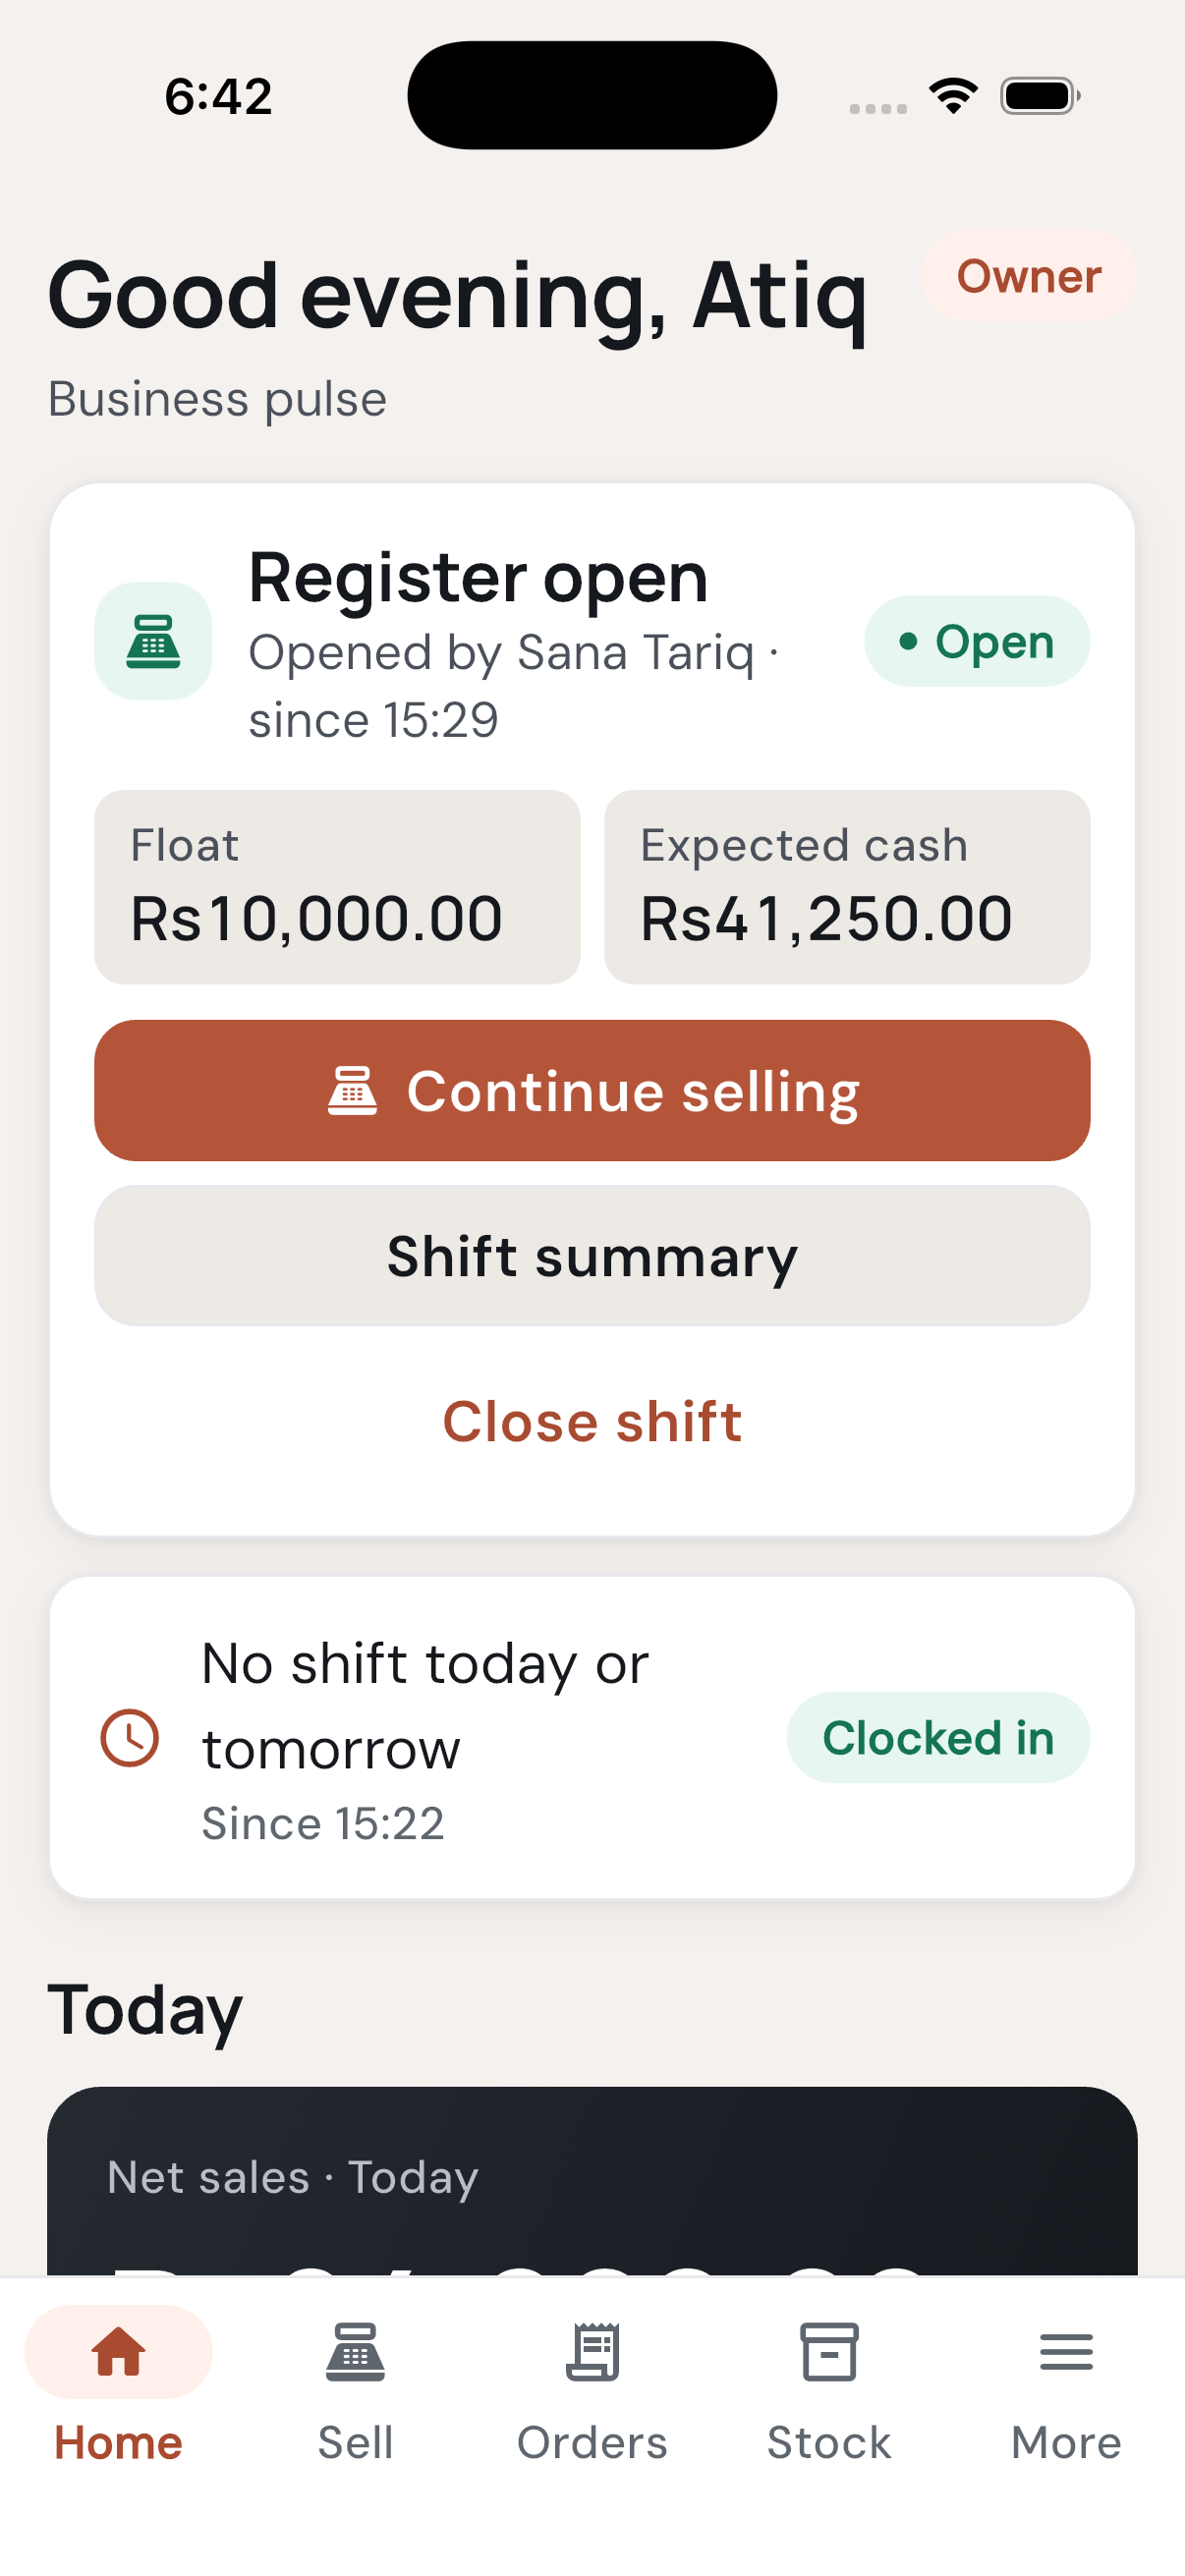 6:42
Good evening, Atiq
Owner
Business pulse
Register open
Opened by Sana Tariq ·
since 15:29
Open
Float
Rs10,000.00
Expected cash
Rs41,250.00
Continue selling
Shift summary
Close shift
No shift today or
tomorrow
Since 15:22
Clocked in
Today
Net sales · Today
Home
Sell
Orders
Stock
More